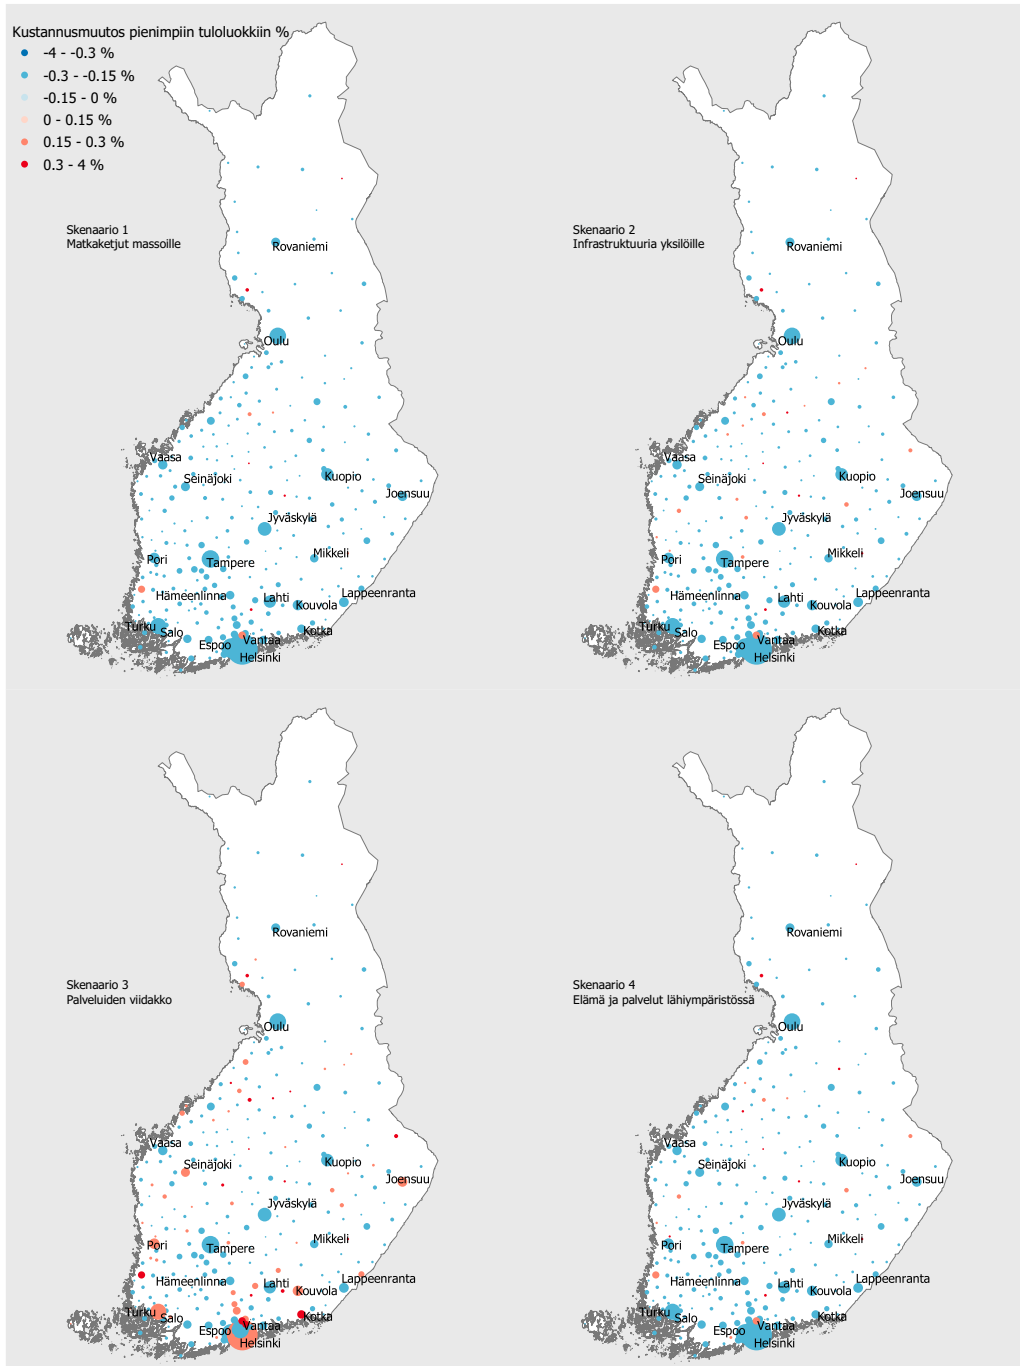 Kustannusmuutos pienimpiin tuloluokkiin %
-4 - -0.3 %
-0.3 - -0.15 %
-0.15 - 0 %
0 - 0.15 %
0.15 - 0.3 %
0.3 - 4 %
Skenaario 1
Matkaketjut massoille
Rovaniemi
Oulu
Vaasa
Seinäjoki
Kuopio
Joensuu
Jyväskylä
Pori
Tampere
Mikkeli
Hämeenlinna
Lahti
Kouvola
Lappeenranta
Turku
Salo
Espoo
Vantaa
Kotka
Helsinki
Skenaario 2
Infrastruktuuria yksilöille
Rovaniemi
Oulu
Vaasa
Seinäjoki
Kuopio
Joensuu
Jyväskylä
Pori
Tampere
Mikkeli
Hämeenlinna
Lahti
Kouvola
Lappeenranta
Turku
Salo
Espoo
Vantaa
Kotka
Helsinki
Skenaario 3
Palveluiden viidakko
Rovaniemi
Oulu
Vaasa
Seinäjoki
Kuopio
Joensuu
Jyväskylä
Pori
Tampere
Mikkeli
Hämeenlinna
Lahti
Kouvola
Lappeenranta
Turku
Salo
Espoo
Vantaa
Kotka
Helsinki
Skenaario 4
Elämä ja palvelut lähiympäristössä
Rovaniemi
Oulu
Vaasa
Seinäjoki
Kuopio
Joensuu
Jyväskylä
Pori
Tampere
Mikkeli
Hämeenlinna
Lahti
Kouvola
Lappeenranta
Turku
Salo
Espoo
Vantaa
Kotka
Helsinki